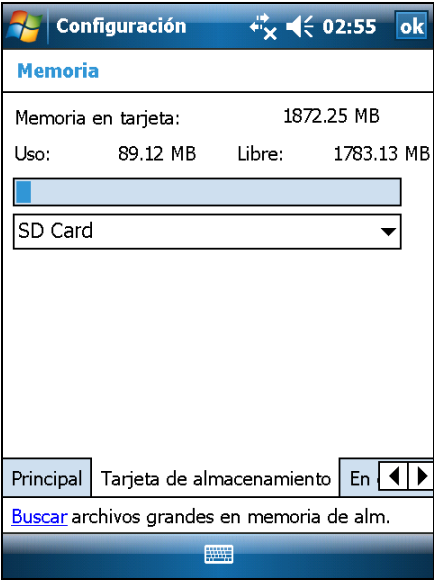 Configuración 02:55 ok
Memoria
Memoria en tarjeta: 1872.25 MB
Uso: 89.12 MB Libre: 1783.13 MB
SD Card
Principal Tarjeta de almacenamiento En
Buscar archivos grandes en memoria de alm.